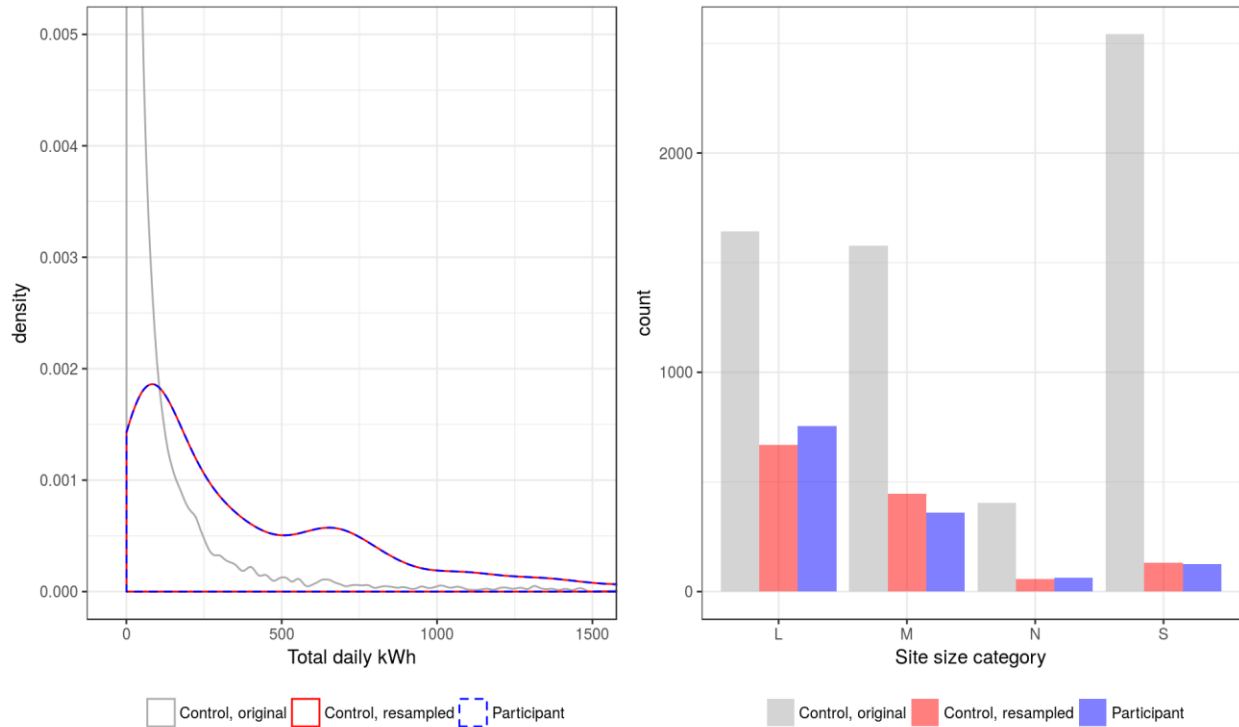 density
0.005
0.004
0.003
0.002
0.001
0.000
0 500 1000 1500
Total daily kWh
Control, original Control, resampled Participant
count
2000
1000
0
L M N S
Site size category
Control, original Control, resampled Participant